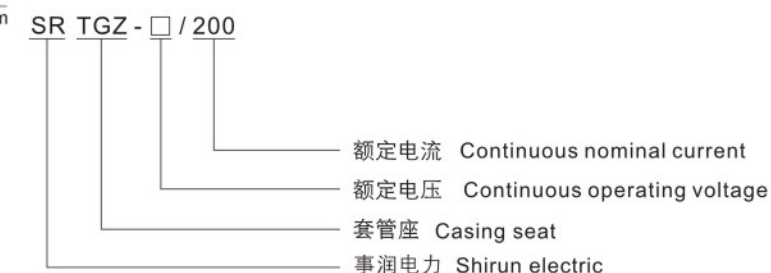 m
SR TGZ - □ / 200
额定电流 Continuous nominal current
额定电压 Continuous operating voltage
套管座 Casing seat
事润电力 Shirun electric